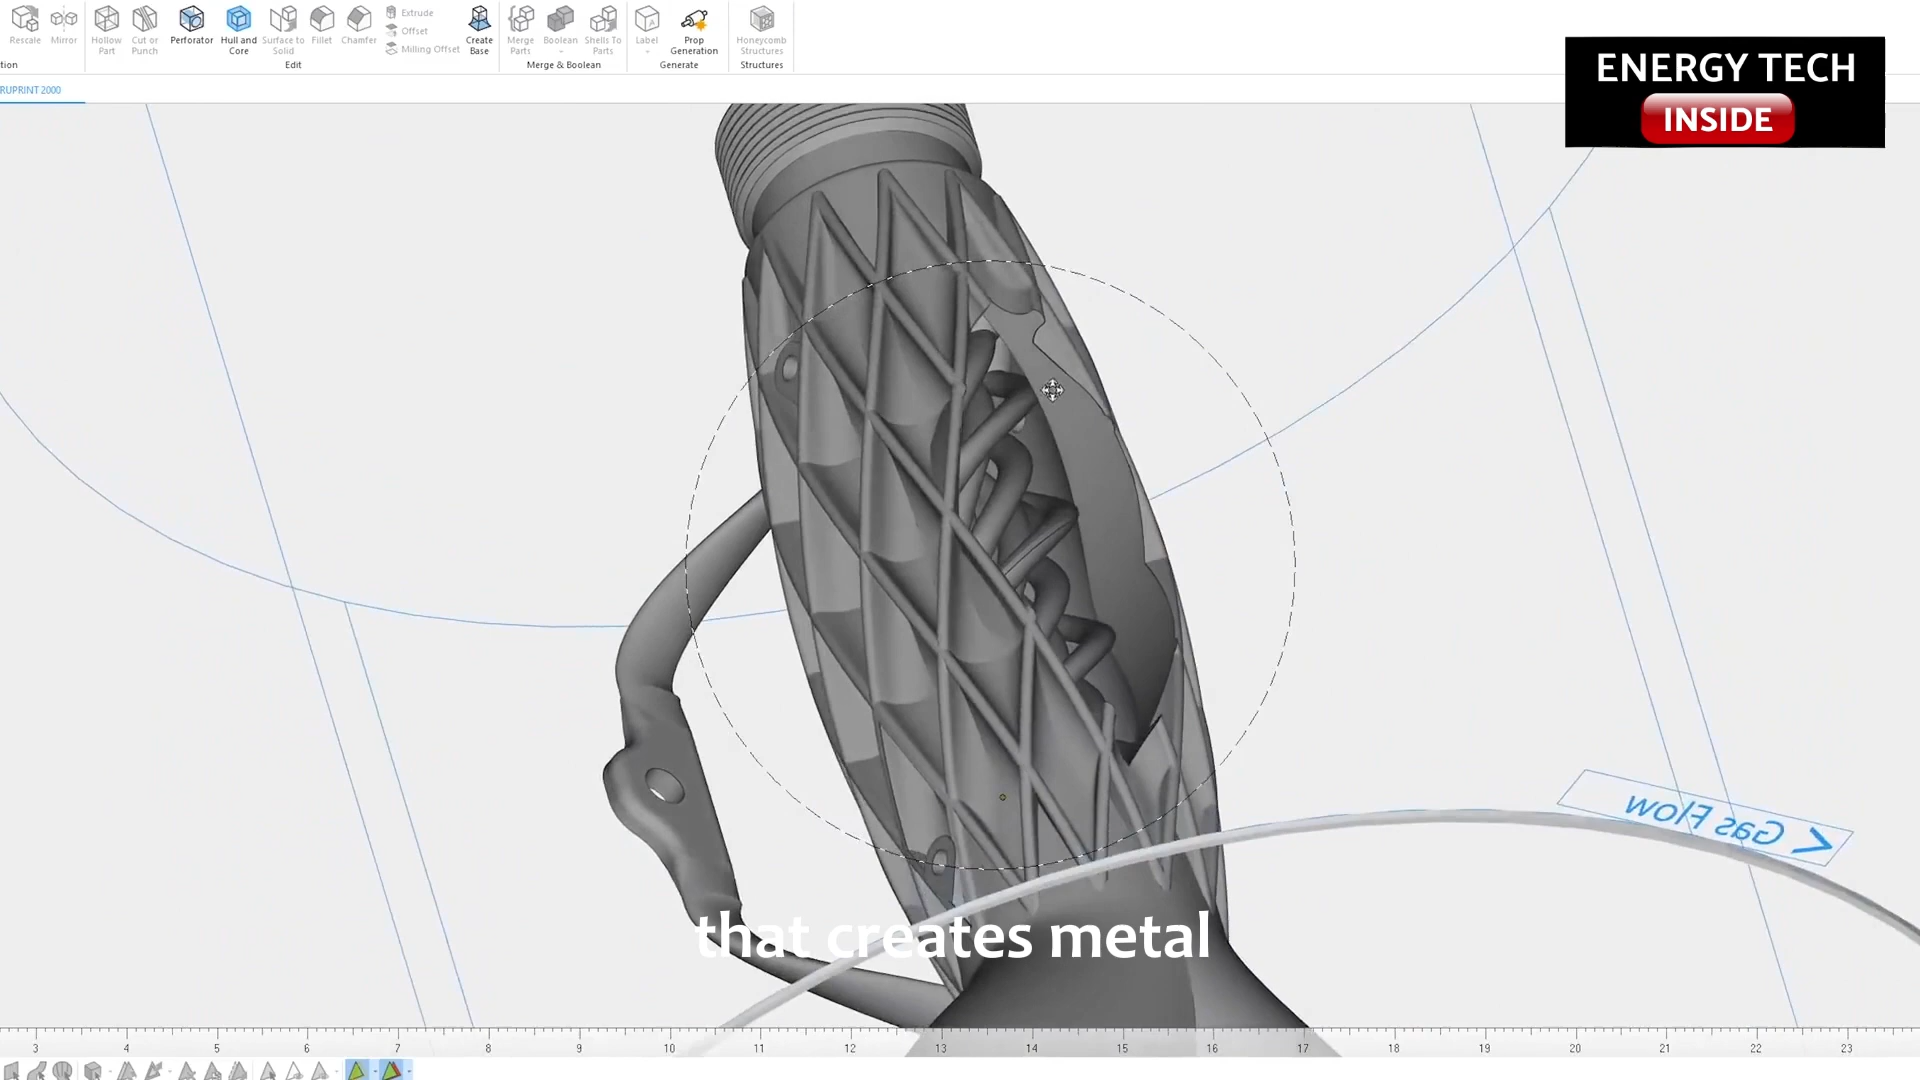 Rescale
Mirror
Hollow
Part
Cut or
Punch
Perforator
Hull and
Core
Surface to
Solid
Fillet
Chamfer
Extrude
Offset
Milling Offset
Create
Base
Merge
Parts
Boolean
Shells To
Parts
Label
Prop
Generation
Honeycomb
Structures
tion
Edit
Merge & Boolean
Generate
Structures
RUPRINT 2000
ENERGY TECH
INSIDE
< Gas Flow
that creates metal
3 4 5 6 7 8 9 10 11 12 13 14 15 16 17 18 19 20 21 22 23